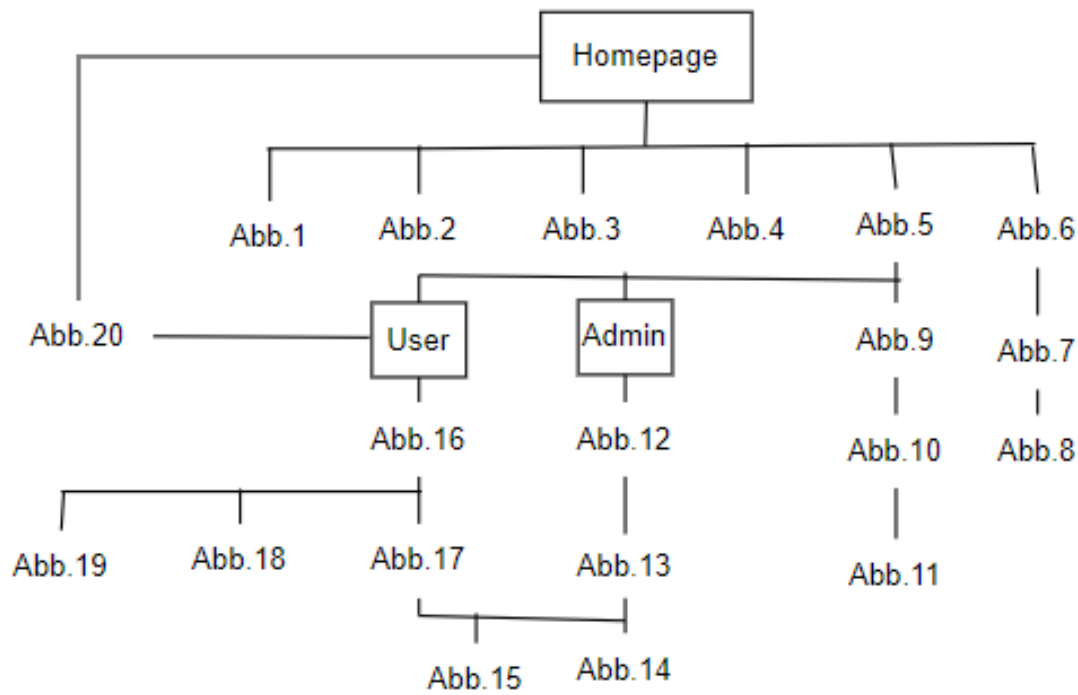 Homepage
Abb.1 Abb.2 Abb.3 Abb.4 Abb.5 Abb.6
Abb.20 User Admin Abb.9 Abb.7
Abb.16 Abb.12 Abb.10 Abb.8
Abb.19 Abb.18 Abb.17 Abb.13 Abb.11
Abb.15 Abb.14